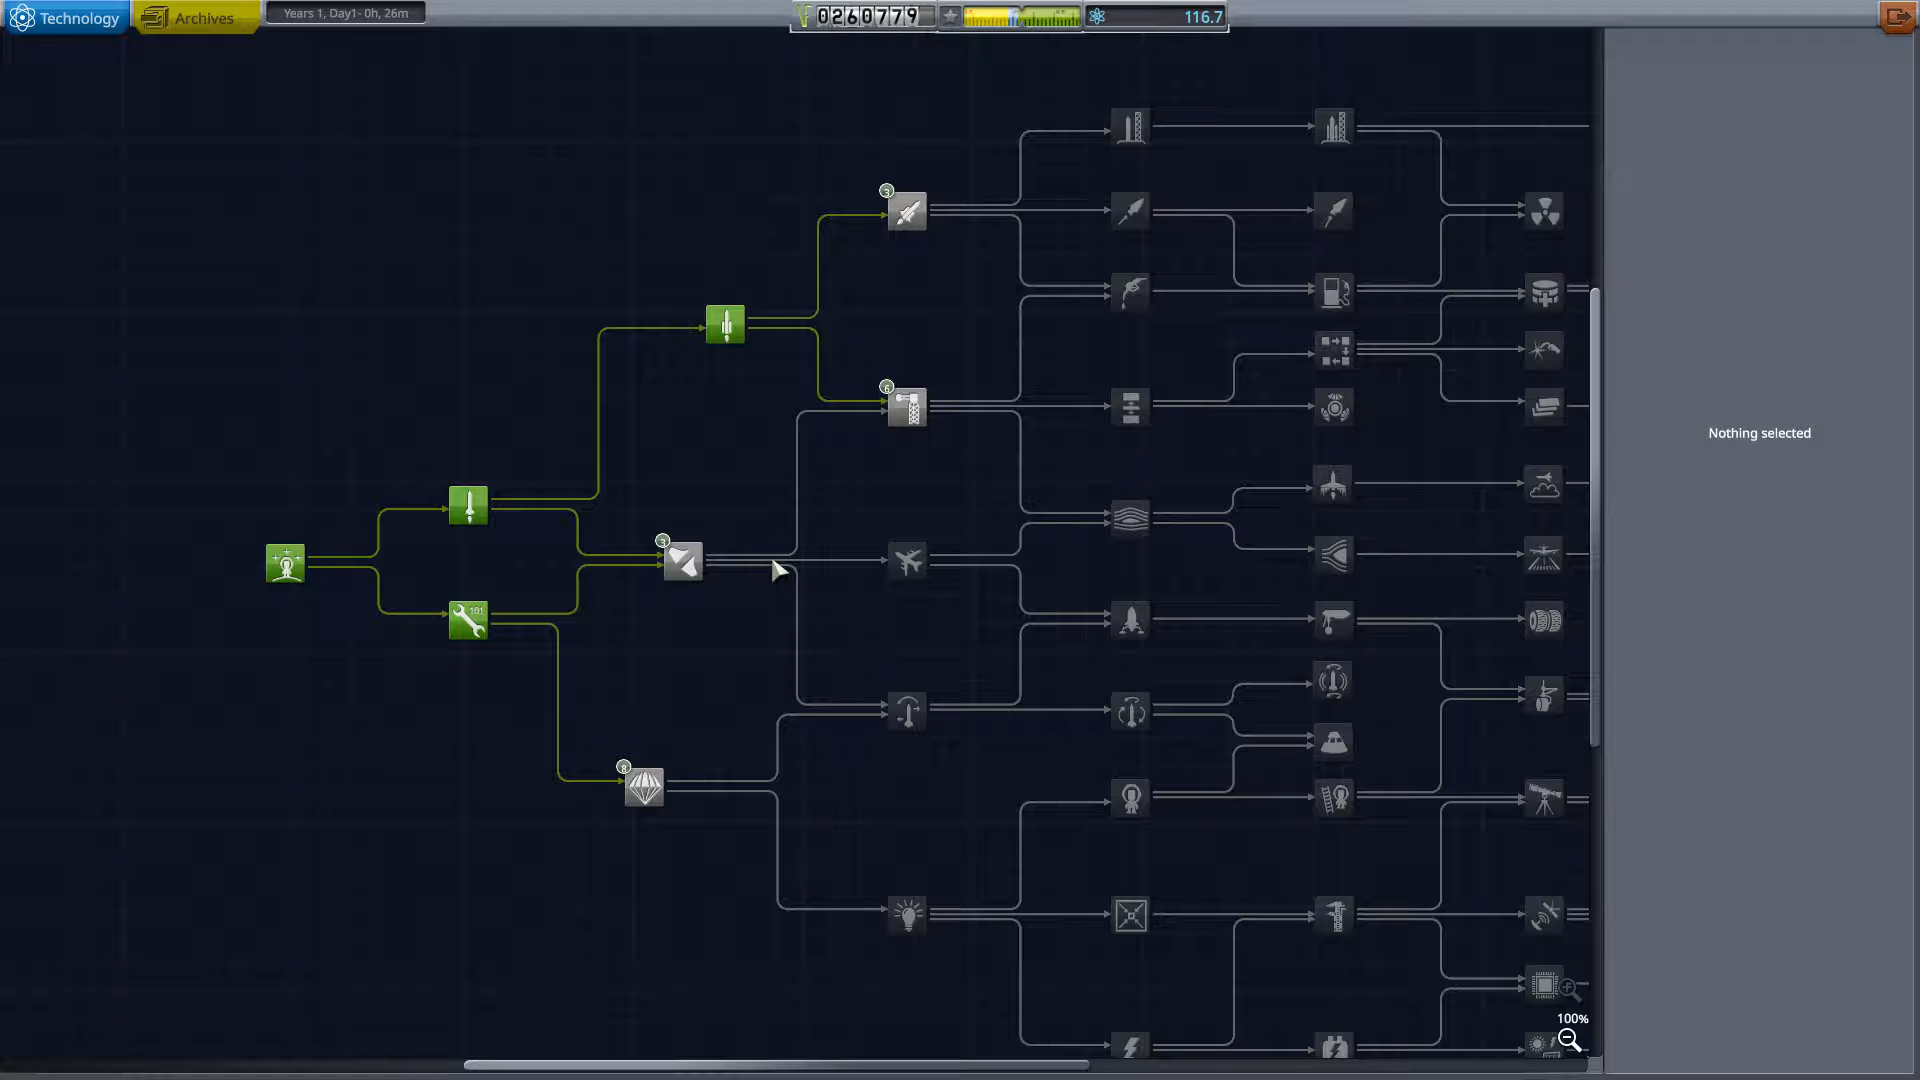 Technology
Archives
Years 1, Day1- 0h, 26m
0260779
116.7
3
6
Nothing selected
3
101
8
100%